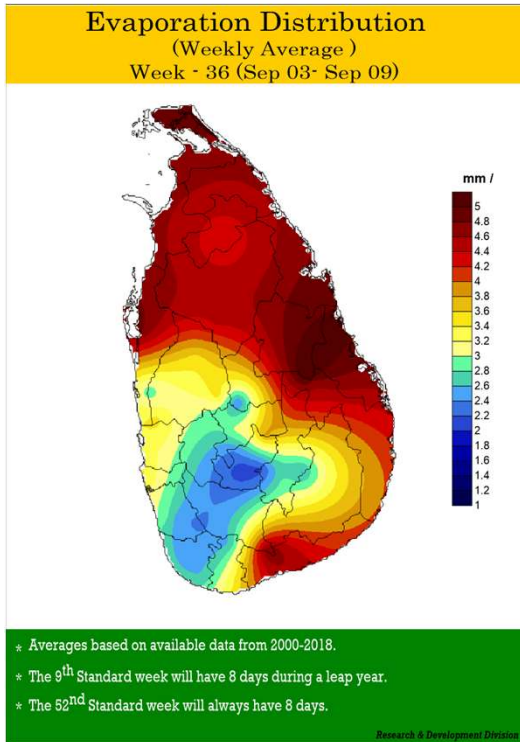 Evaporation Distribution
(Weekly Average )
Week - 36 (Sep 03- Sep 09)
mm /
5
4.8
4.6
4.4
4.2
4
3.8
3.6
3.4
3.2
3
2.8
2.6
2.4
2.2
2
1.8
1.6
1.4
1.2
1
* Averages based on available data from 2000-2018.
* The 9th Standard week will have 8 days during a leap year.
* The 52nd Standard week will always have 8 days.
Research & Development Division